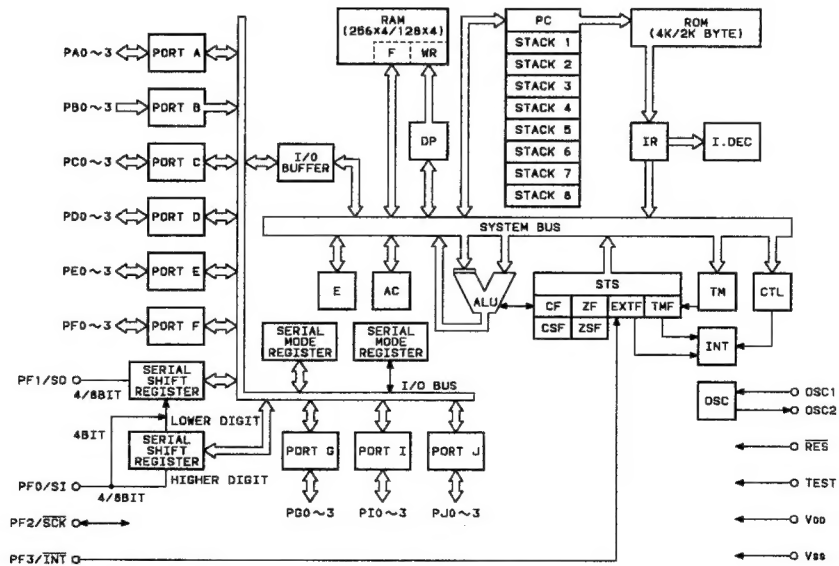 RAM
(256X4/128X4)
F WR
PC
STACK 1
STACK 2
STACK 3
STACK 4
STACK 5
STACK 6
STACK 7
STACK 8
ROM
(4K/2K BYTE)
PA0~3 PORT A
PB0~3 PORT B
PC0~3 PORT C
PD0~3 PORT D
PE0~3 PORT E
PF0~3 PORT F
I/O
BUFFER
DP
IR
I.DEC
SYSTEM BUS
E
AC
ALU
STS
CF ZF EXTF TMF
CSF ZSF
TM
CTL
INT
SERIAL
MODE
REGISTER
SERIAL
MODE
REGISTER
I/O BUS
PF1/SO
4/8BIT
SERIAL
SHIFT
REGISTER
LOWER DIGIT
4BIT
SERIAL
SHIFT
REGISTER
HIGHER DIGIT
PF0/SI
4/8BIT
PORT G
PORT I
PORT J
PG0~3
PI0~3
PJ0~3
OSC
OSC1
OSC2
RES
TEST
VDD
VSS
PF2/SCK
PF3/INT